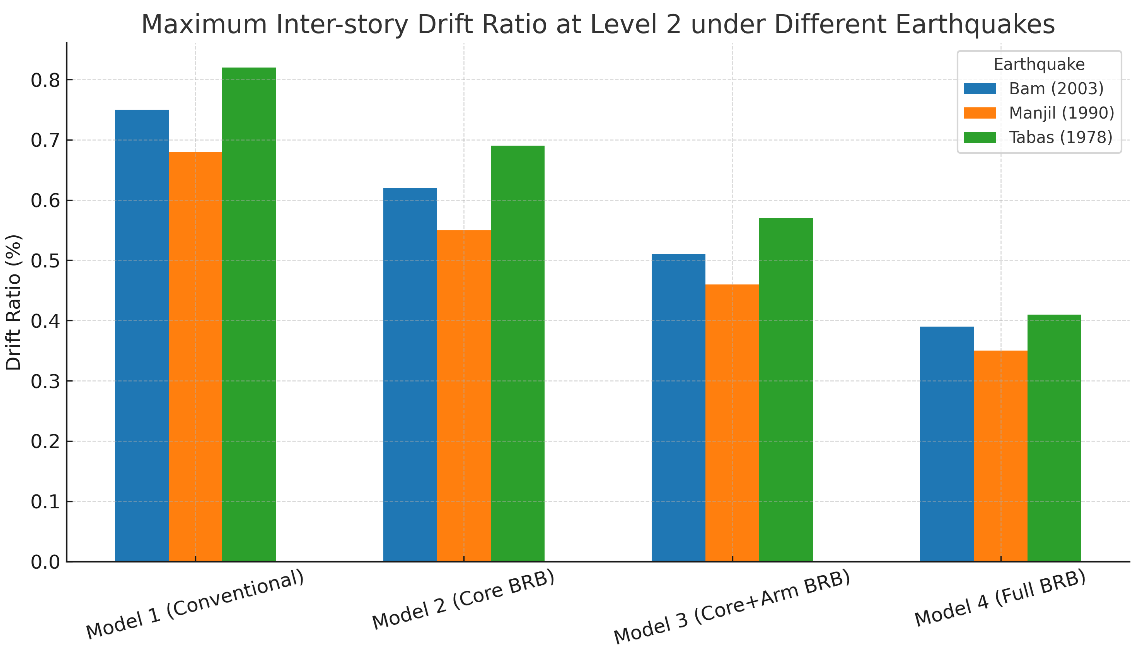 Maximum Inter-story Drift Ratio at Level 2 under Different Earthquakes
Earthquake
Bam (2003)
Manjil (1990)
Tabas (1978)
Drift Ratio (%)
0.8
0.7
0.6
0.5
0.4
0.3
0.2
0.1
0.0
Model 1 (Conventional)
Model 2 (Core BRB)
Model 3 (Core+Arm BRB)
Model 4 (Full BRB)